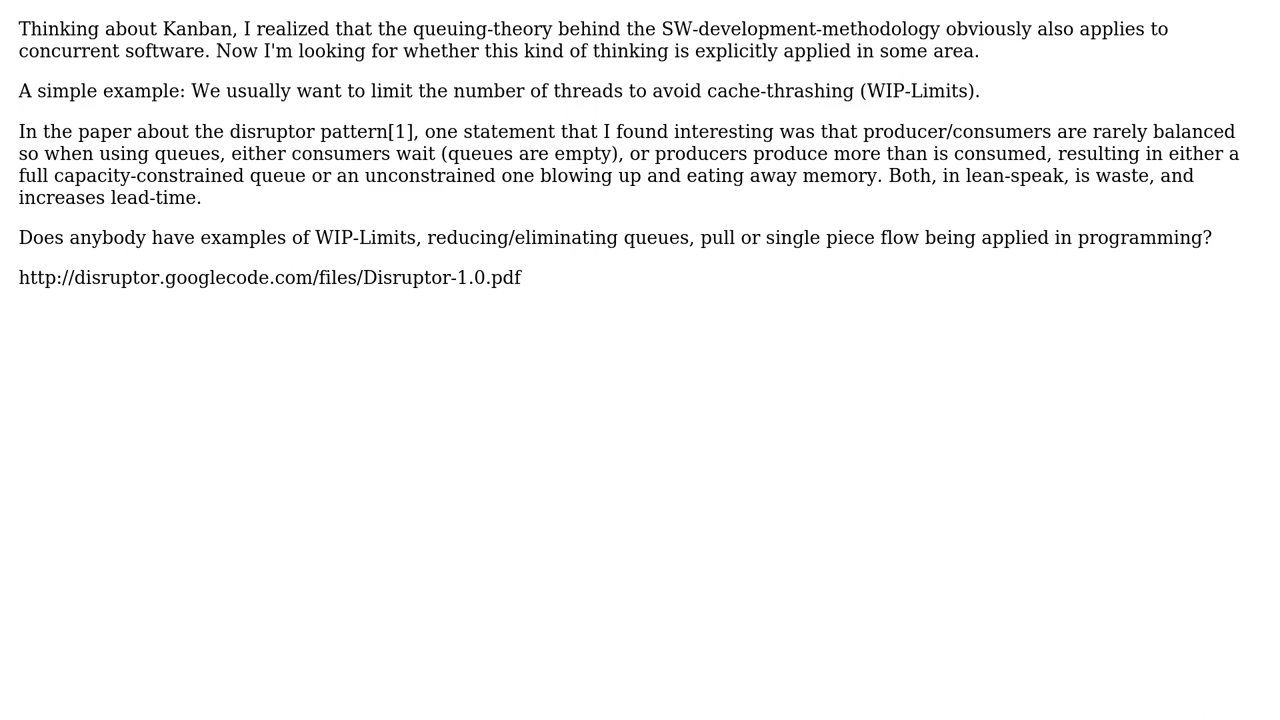 Thinking about Kanban, I realized that the queuing-theory behind the SW-development-methodology obviously also applies to
concurrent software. Now I'm looking for whether this kind of thinking is explicitly applied in some area.
A simple example: We usually want to limit the number of threads to avoid cache-thrashing (WIP-Limits).
In the paper about the disruptor pattern[1], one statement that I found interesting was that producer/consumers are rarely balanced
so when using queues, either consumers wait (queues are empty), or producers produce more than is consumed, resulting in either a
full capacity-constrained queue or an unconstrained one blowing up and eating away memory. Both, in lean-speak, is waste, and
increases lead-time.
Does anybody have examples of WIP-Limits, reducing/eliminating queues, pull or single piece flow being applied in programming?
http://disruptor.googlecode.com/files/Disruptor-1.0.pdf